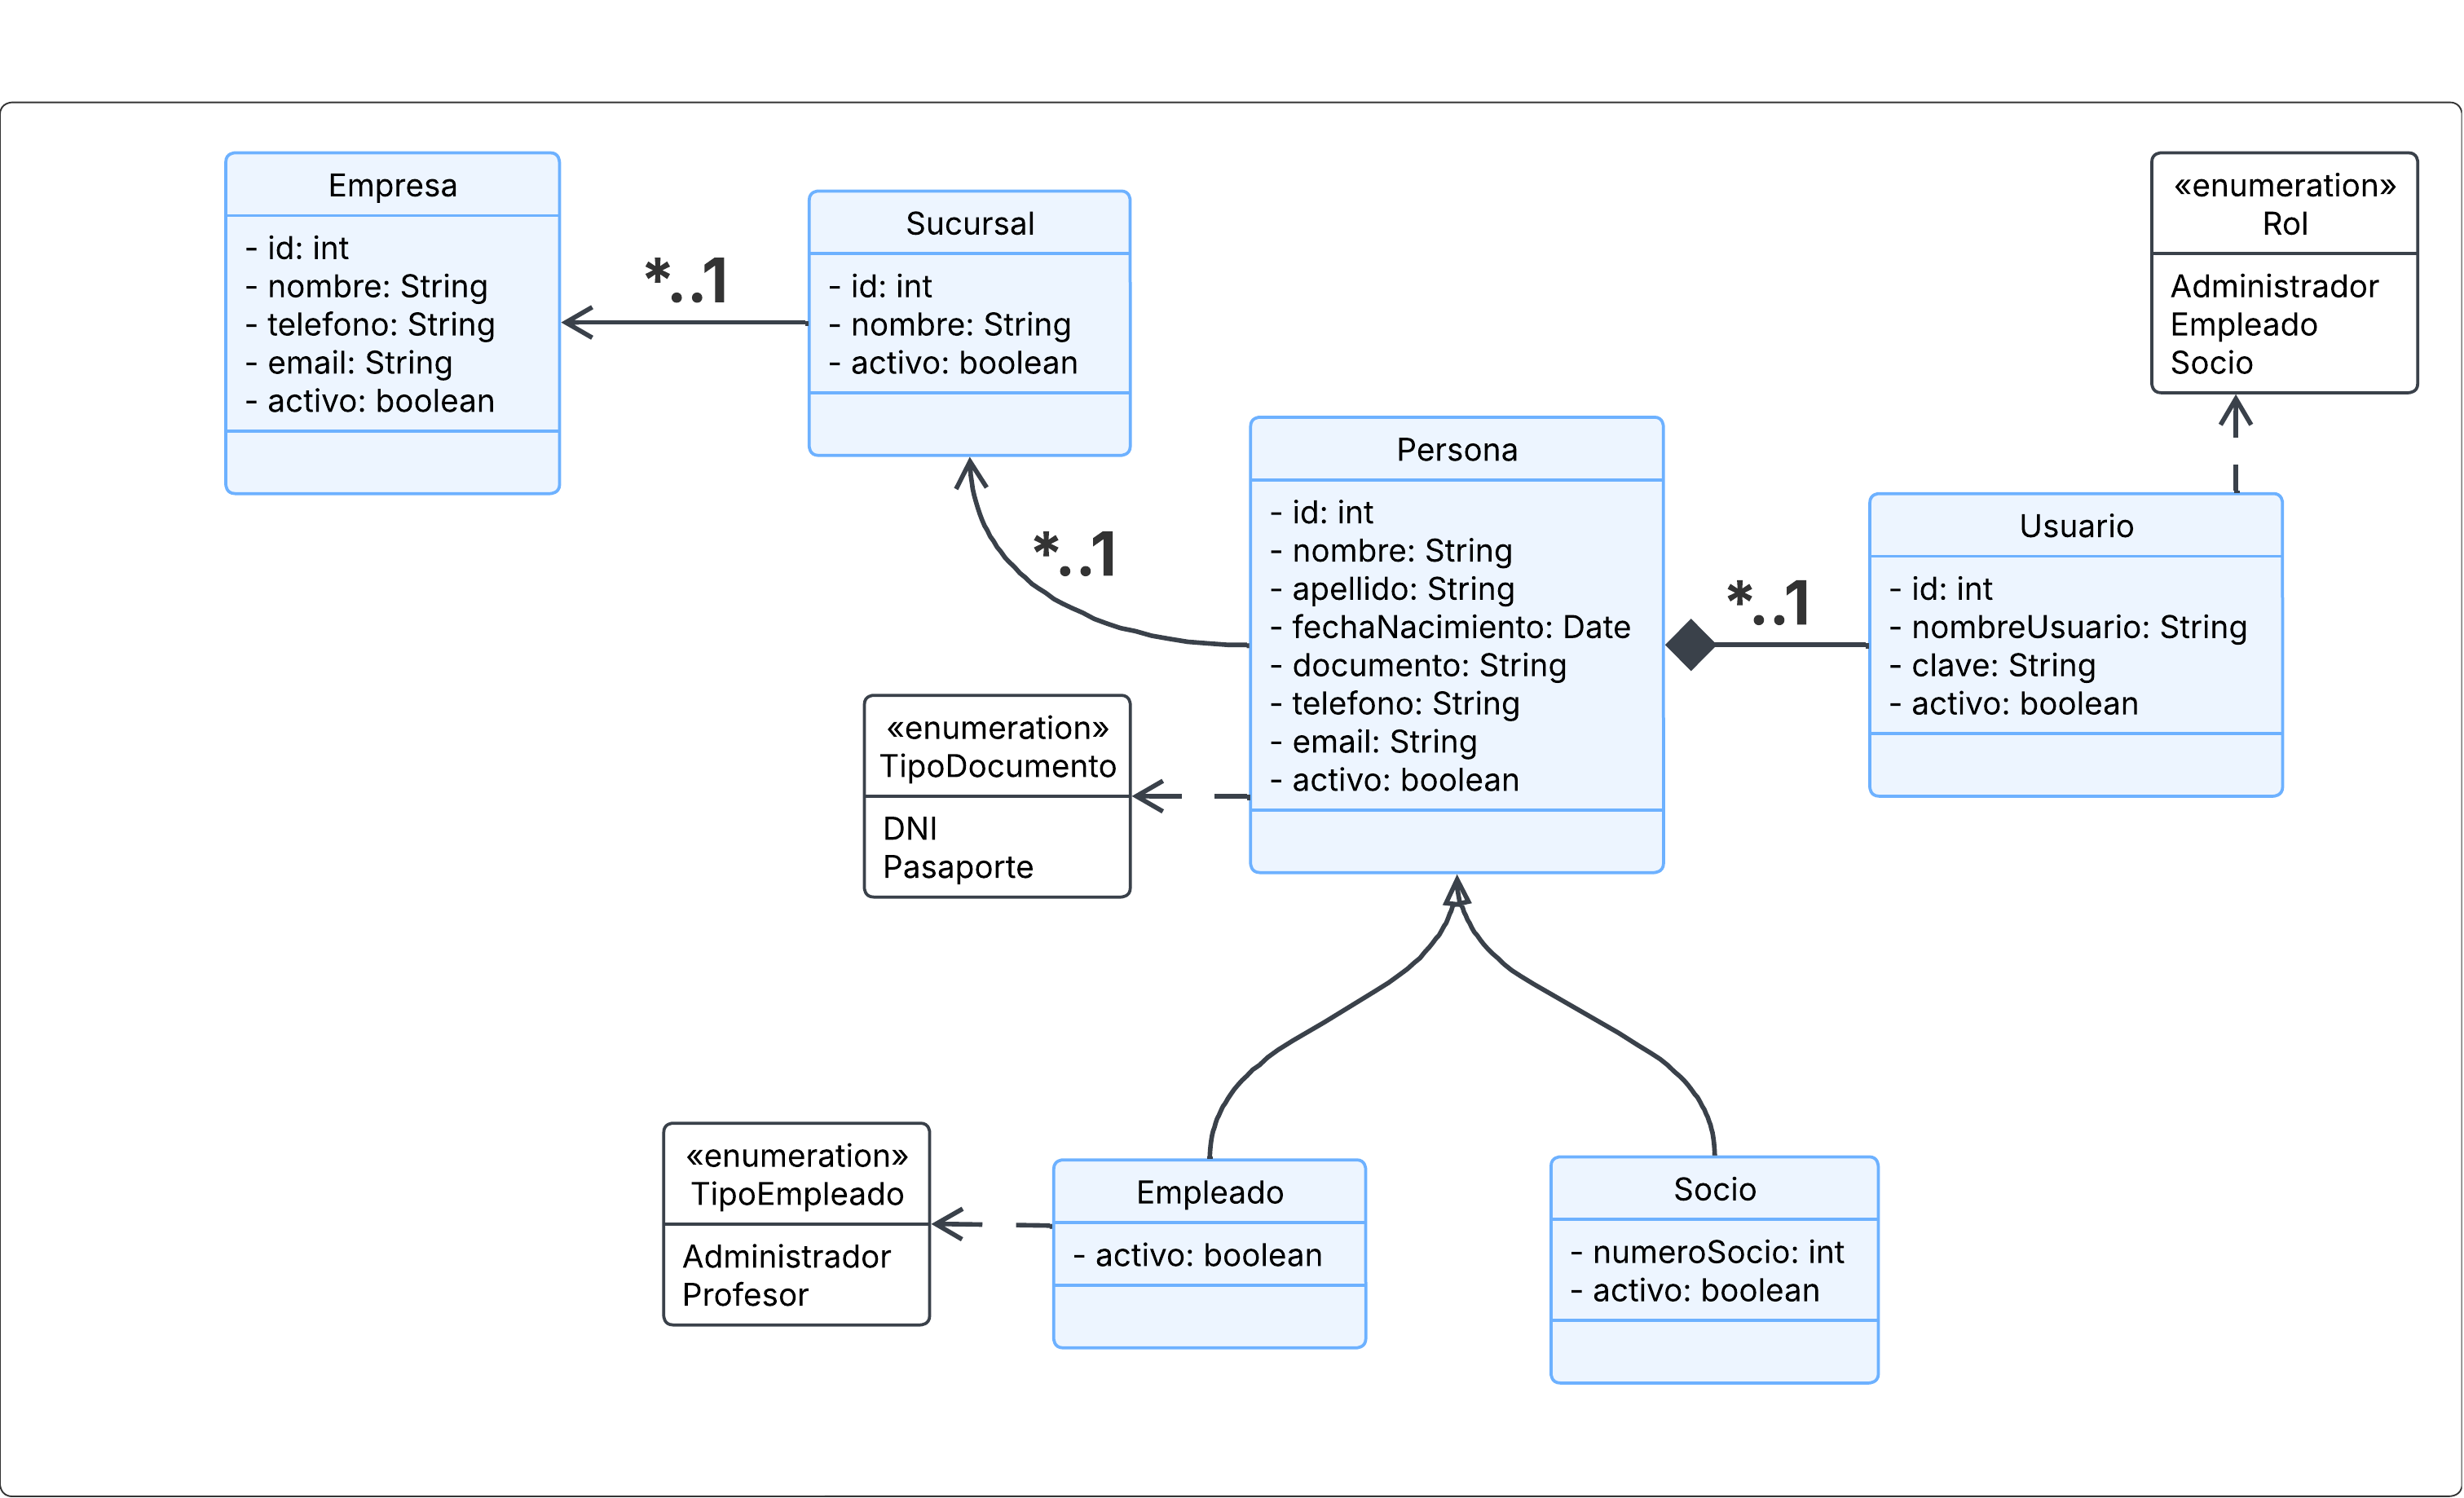 Empresa
- id: int
- nombre: String
- telefono: String
- email: String
- activo: boolean
*..1
Sucursal
- id: int
- nombre: String
- activo: boolean
«enumeration»
Rol
Administrador
Empleado
Socio
*..1
Persona
- id: int
- nombre: String
- apellido: String
- fechaNacimiento: Date
- documento: String
- telefono: String
- email: String
- activo: boolean
*..1
Usuario
- id: int
- nombreUsuario: String
- clave: String
- activo: boolean
«enumeration»
TipoDocumento
DNI
Pasaporte
«enumeration»
TipoEmpleado
Administrador
Profesor
Empleado
- activo: boolean
Socio
- numeroSocio: int
- activo: boolean